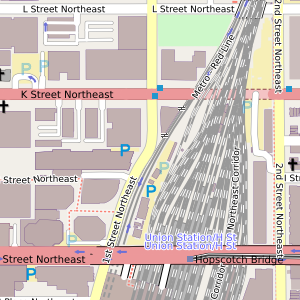 L Street Northeast
L Street Northeast
2nd Street Northeast
Metro - Red Line
K Street Northeast
P
P
P
P
P
Street Northeast
1st Street Northeast
Northeast Corridor
2nd Street Northeast
I S
P
P
Union Station/H St
Union Station/H St
Street Northeast
Hopscotch Bridge
P
P
Corridor